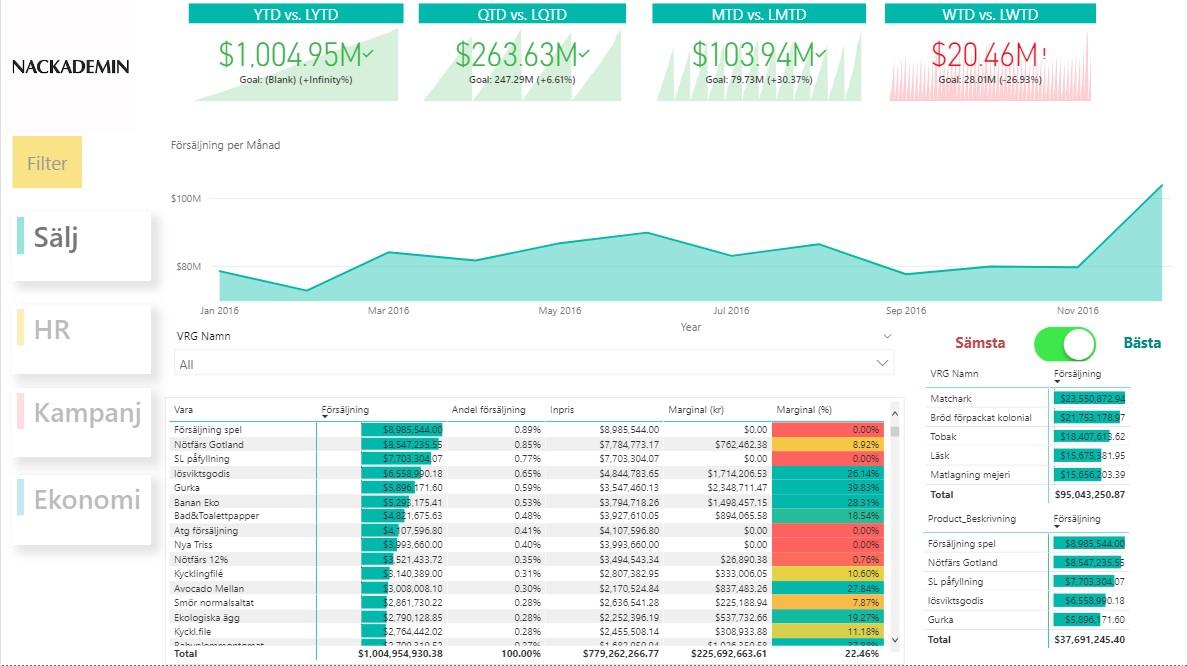 YTD vs. LYTD QTD vs. LQTD MTD vs. LMTD WTD vs. LWTD
$1,004.95M $263.63M $103.94M $20.46M!
Goal: (Blank) (+Infinity%) Goal: 247.29M (+6.61%) Goal: 79.73M (+30.37%) Goal: 28.01M (-26.93%)
NACKADEMIN
Filter
Sälj
HR
Kampanj
Ekonomi
Försäljning per Månad
$100M
$80M
Jan 2016 Mar 2016 May 2016 Jul 2016 Sep 2016 Nov 2016
Year
VRG Namn
All
Sämsta Bästa
Vara Försäljning Andel försäljning Inpris Marginal (kr) Marginal (%)
Försäljning spel $8,985,544.00 0.89% $8,985,544.00 $0.00 0.00%
Nötfärs Gotland $8,547,235.55 0.85% $7,784,773.17 $762,462.38 8.92%
SL påfyllning $7,703,304.07 0.77% $7,703,304.07 $0.00 0.00%
lösviktsgodis $6,558,990.18 0.65% $4,844,783.65 $1,714,206.53 26.14%
Gurka $5,896,171.60 0.59% $3,547,460.13 $2,348,711.47 39.83%
Banan Eko $5,293,175.41 0.53% $3,794,718.26 $1,498,457.15 28.31%
Bad&Toalettpapper $4,821,675.63 0.48% $3,927,610.05 $894,065.58 18.54%
Atg försäljning $4,107,596.80 0.41% $4,107,596.80 $0.00 0.00%
Nya Triss $3,993,660.00 0.40% $3,993,660.00 $0.00 0.00%
Nötfärs 12% $3,521,433.72 0.35% $3,494,543.34 $26,890.38 0.76%
Kycklingfilé $3,140,389.00 0.31% $2,807,382.95 $333,006.05 10.60%
Avocado Mellan $3,008,008.10 0.30% $2,170,524.84 $837,483.26 27.84%
Smör normalsaltat $2,861,730.22 0.28% $2,636,541.28 $225,188.94 7.87%
Ekologiska ägg $2,790,128.85 0.28% $2,252,396.19 $537,732.66 19.27%
Kyckl.file $2,764,442.02 0.28% $2,455,508.14 $308,933.88 11.18%
Total $1,004,954,930.38 100.00% $779,262,266.77 $225,692,663.61 22.46%
VRG Namn Försäljning
Matchark $23,550,872.94
Bröd förpackat kolonial $21,753,178.97
Tobak $18,407,613.62
Läsk $15,675,381.95
Matlagning mejeri $15,656,203.39
Total $95,043,250.87
Product_Beskrivning Försäljning
Försäljning spel $8,985,544.00
Nötfärs Gotland $8,547,235.55
SL påfyllning $7,703,304.07
lösviktsgodis $6,558,990.18
Gurka $5,896,171.60
Total $37,691,245.40